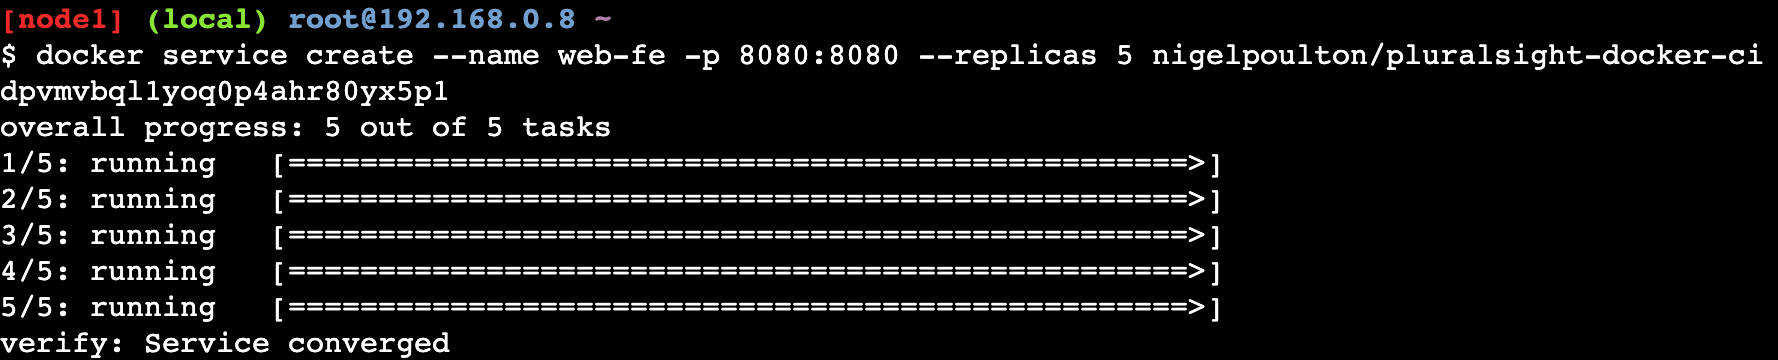 [node1] (local) root@192.168.0.8 ~
$ docker service create --name web-fe -p 8080:8080 --replicas 5 nigelpoulton/pluralsight-docker-ci
dpvmvbql1yoq0p4ahr80yx5p1
overall progress: 5 out of 5 tasks
1/5: running   [==================================================>]
2/5: running   [==================================================>]
3/5: running   [==================================================>]
4/5: running   [==================================================>]
5/5: running   [==================================================>]
verify: Service converged